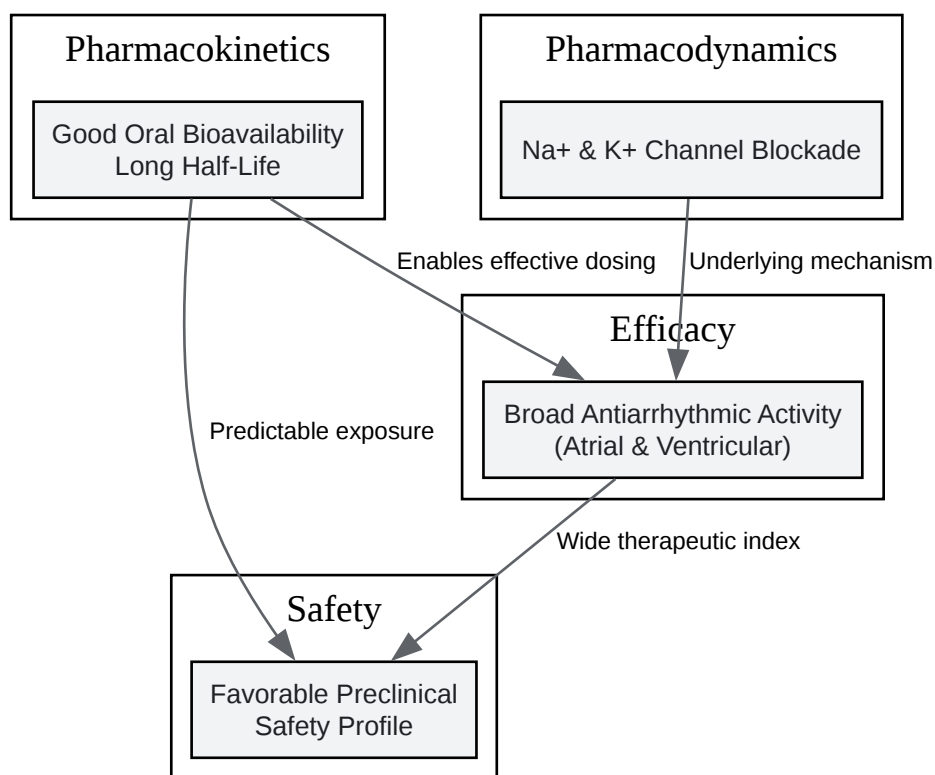 Pharmacokinetics
Good Oral Bioavailability
Long Half-Life
Pharmacodynamics
Na+ & K+ Channel Blockade
Enables effective dosing
Underlying mechanism
Efficacy
Broad Antiarrhythmic Activity
(Atrial & Ventricular)
Predictable exposure
Wide therapeutic index
Safety
Favorable Preclinical
Safety Profile